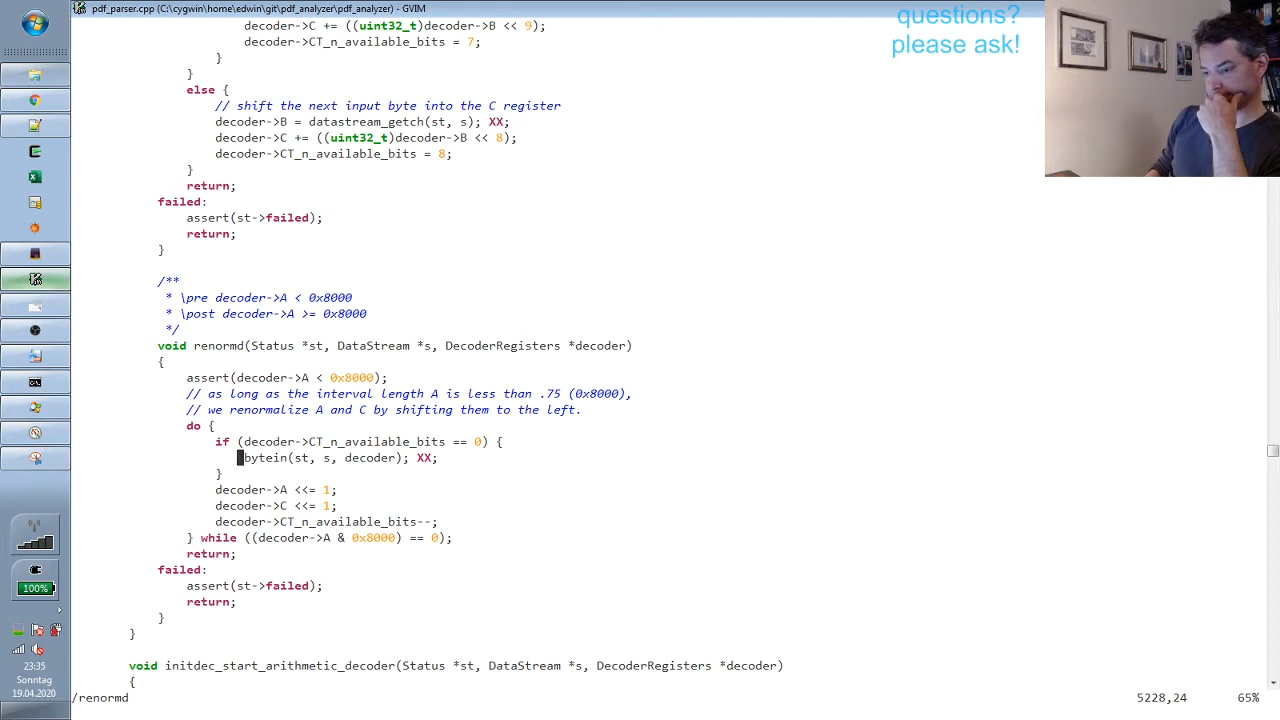 pdf_parser.cpp (C:\cygwin\home\edwin\git\pdf_analyzer\pdf_analyzer) - GVIM
questions?
please ask!
decoder->C += ((uint32_t)decoder->B << 9);
decoder->CT_n_available_bits = 7;
}
}
else {
// shift the next input byte into the C register
decoder->B = datastream_getch(st, s); XX;
decoder->C += ((uint32_t)decoder->B << 8);
decoder->CT_n_available_bits = 8;
}
return;
failed:
assert(st->failed);
return;
}
/**
* \pre decoder->A < 0x8000
* \post decoder->A >= 0x8000
*/
void renormd(Status *st, DataStream *s, DecoderRegisters *decoder)
{
assert(decoder->A < 0x8000);
// as long as the interval length A is less than .75 (0x8000),
// we renormalize A and C by shifting them to the left.
do {
if (decoder->CT_n_available_bits == 0) {
bytein(st, s, decoder); XX;
}
decoder->A <<= 1;
decoder->C <<= 1;
decoder->CT_n_available_bits--;
} while ((decoder->A & 0x8000) == 0);
return;
failed:
assert(st->failed);
return;
}
}
void initdec_start_arithmetic_decoder(Status *st, DataStream *s, DecoderRegisters *decoder)
{
/renormd
5228,24
65%
100%
23:35
Sonntag
19.04.2020